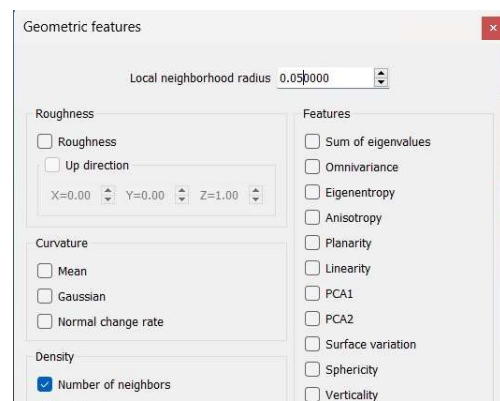 Geometric features
Local neighborhood radius 0.050000
Roughness
Roughness
Up direction
X=0.00 Y=0.00 Z=1.00
Curvature
Mean
Gaussian
Normal change rate
Density
Number of neighbors
Features
Sum of eigenvalues
Omnivariance
Eigenentropy
Anisotropy
Planarity
Linearity
PCA1
PCA2
Surface variation
Sphericity
Verticality